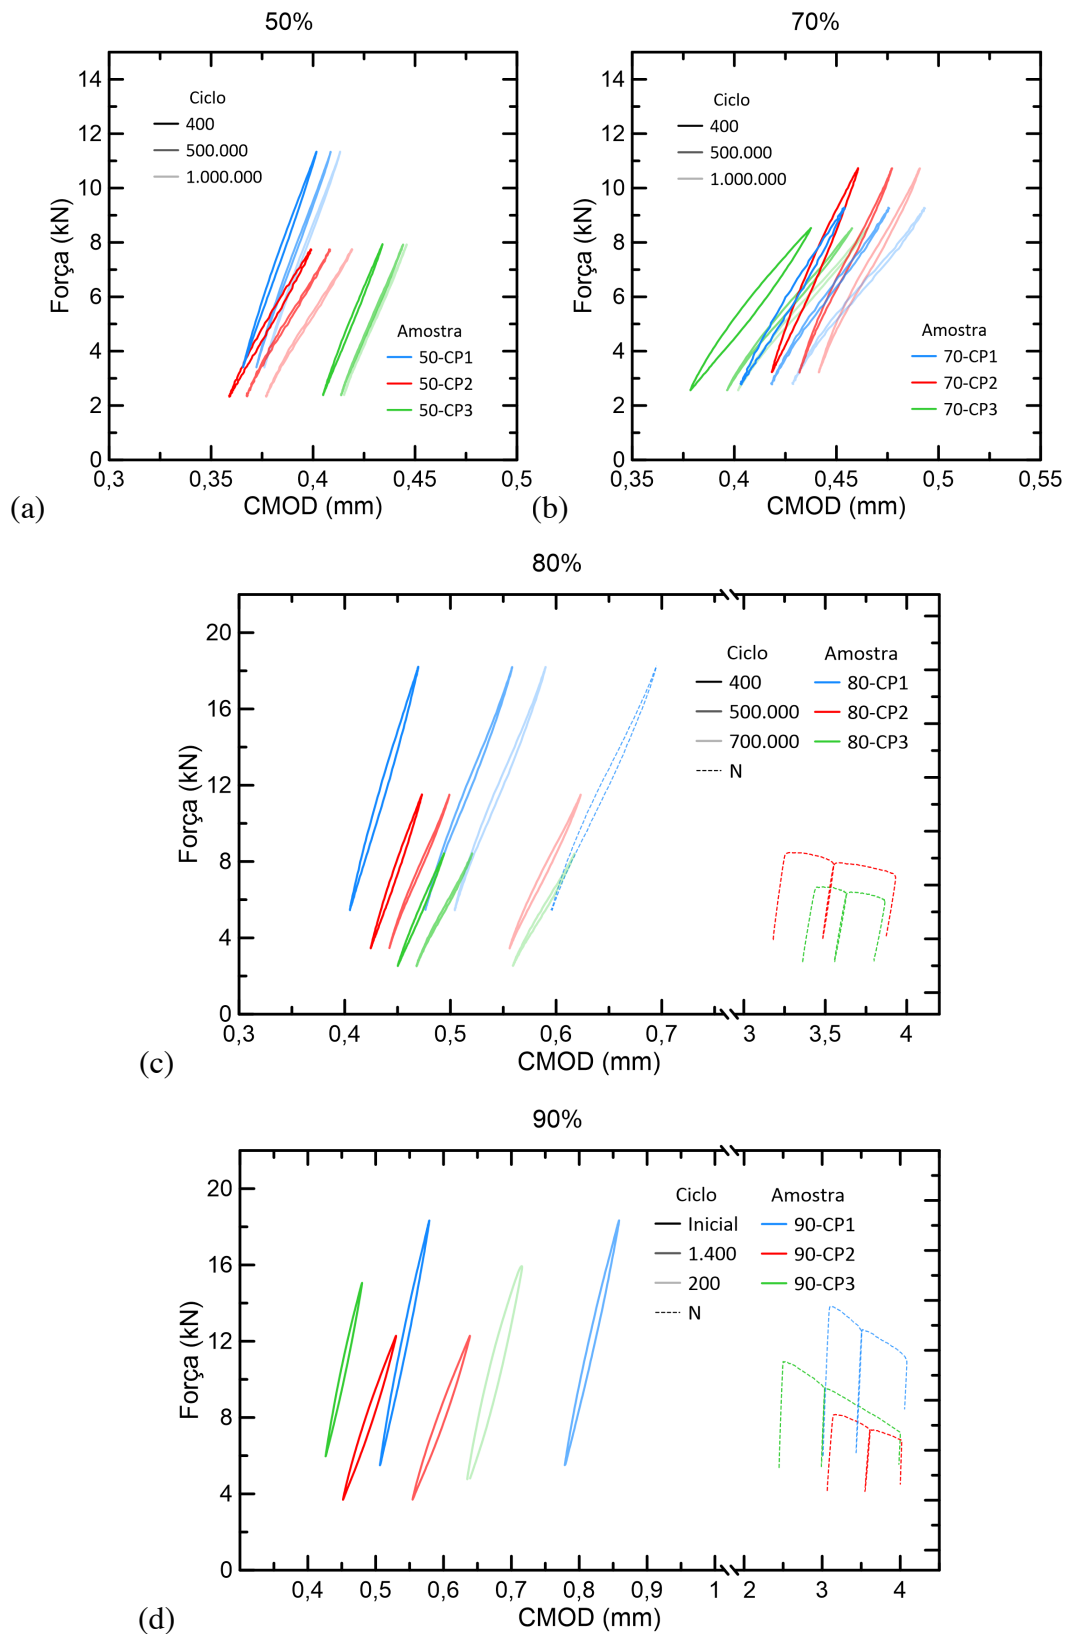 50%
14
12
10
8
6
4
2
0
Força (kN)
Ciclo
400
500.000
1.000.000
Amostra
50-CP1
50-CP2
50-CP3
0,3 0,35 0,4 0,45 0,5
CMOD (mm)
(a)
70%
14
12
10
8
6
4
2
0
Força (kN)
Ciclo
400
500.000
1.000.000
Amostra
70-CP1
70-CP2
70-CP3
0,35 0,4 0,45 0,5 0,55
CMOD (mm)
(b)
80%
20
16
12
8
4
0
Força (kN)
Ciclo
400
500.000
700.000
N
Amostra
80-CP1
80-CP2
80-CP3
0,3 0,4 0,5 0,6 0,7 3 3,5 4
CMOD (mm)
(c)
90%
20
16
12
8
4
0
Força (kN)
Ciclo
Inicial
1.400
200
N
Amostra
90-CP1
90-CP2
90-CP3
0,4 0,5 0,6 0,7 0,8 0,9 1 2 3 4
CMOD (mm)
(d)